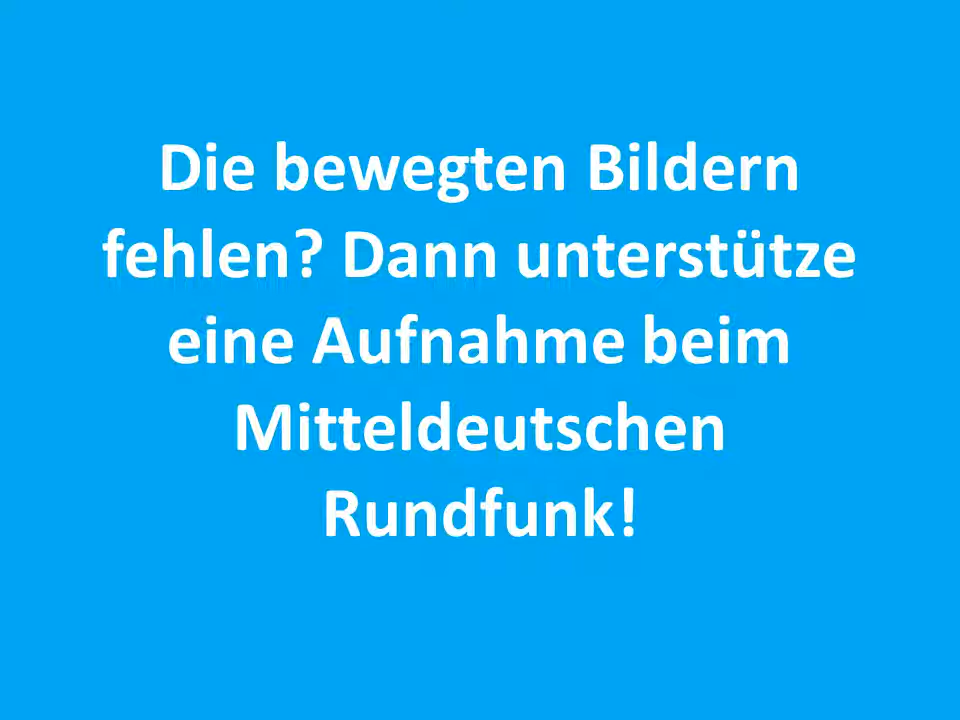 Die bewegten Bildern
fehlen? Dann unterstütze
eine Aufnahme beim
Mitteldeutschen
Rundfunk!